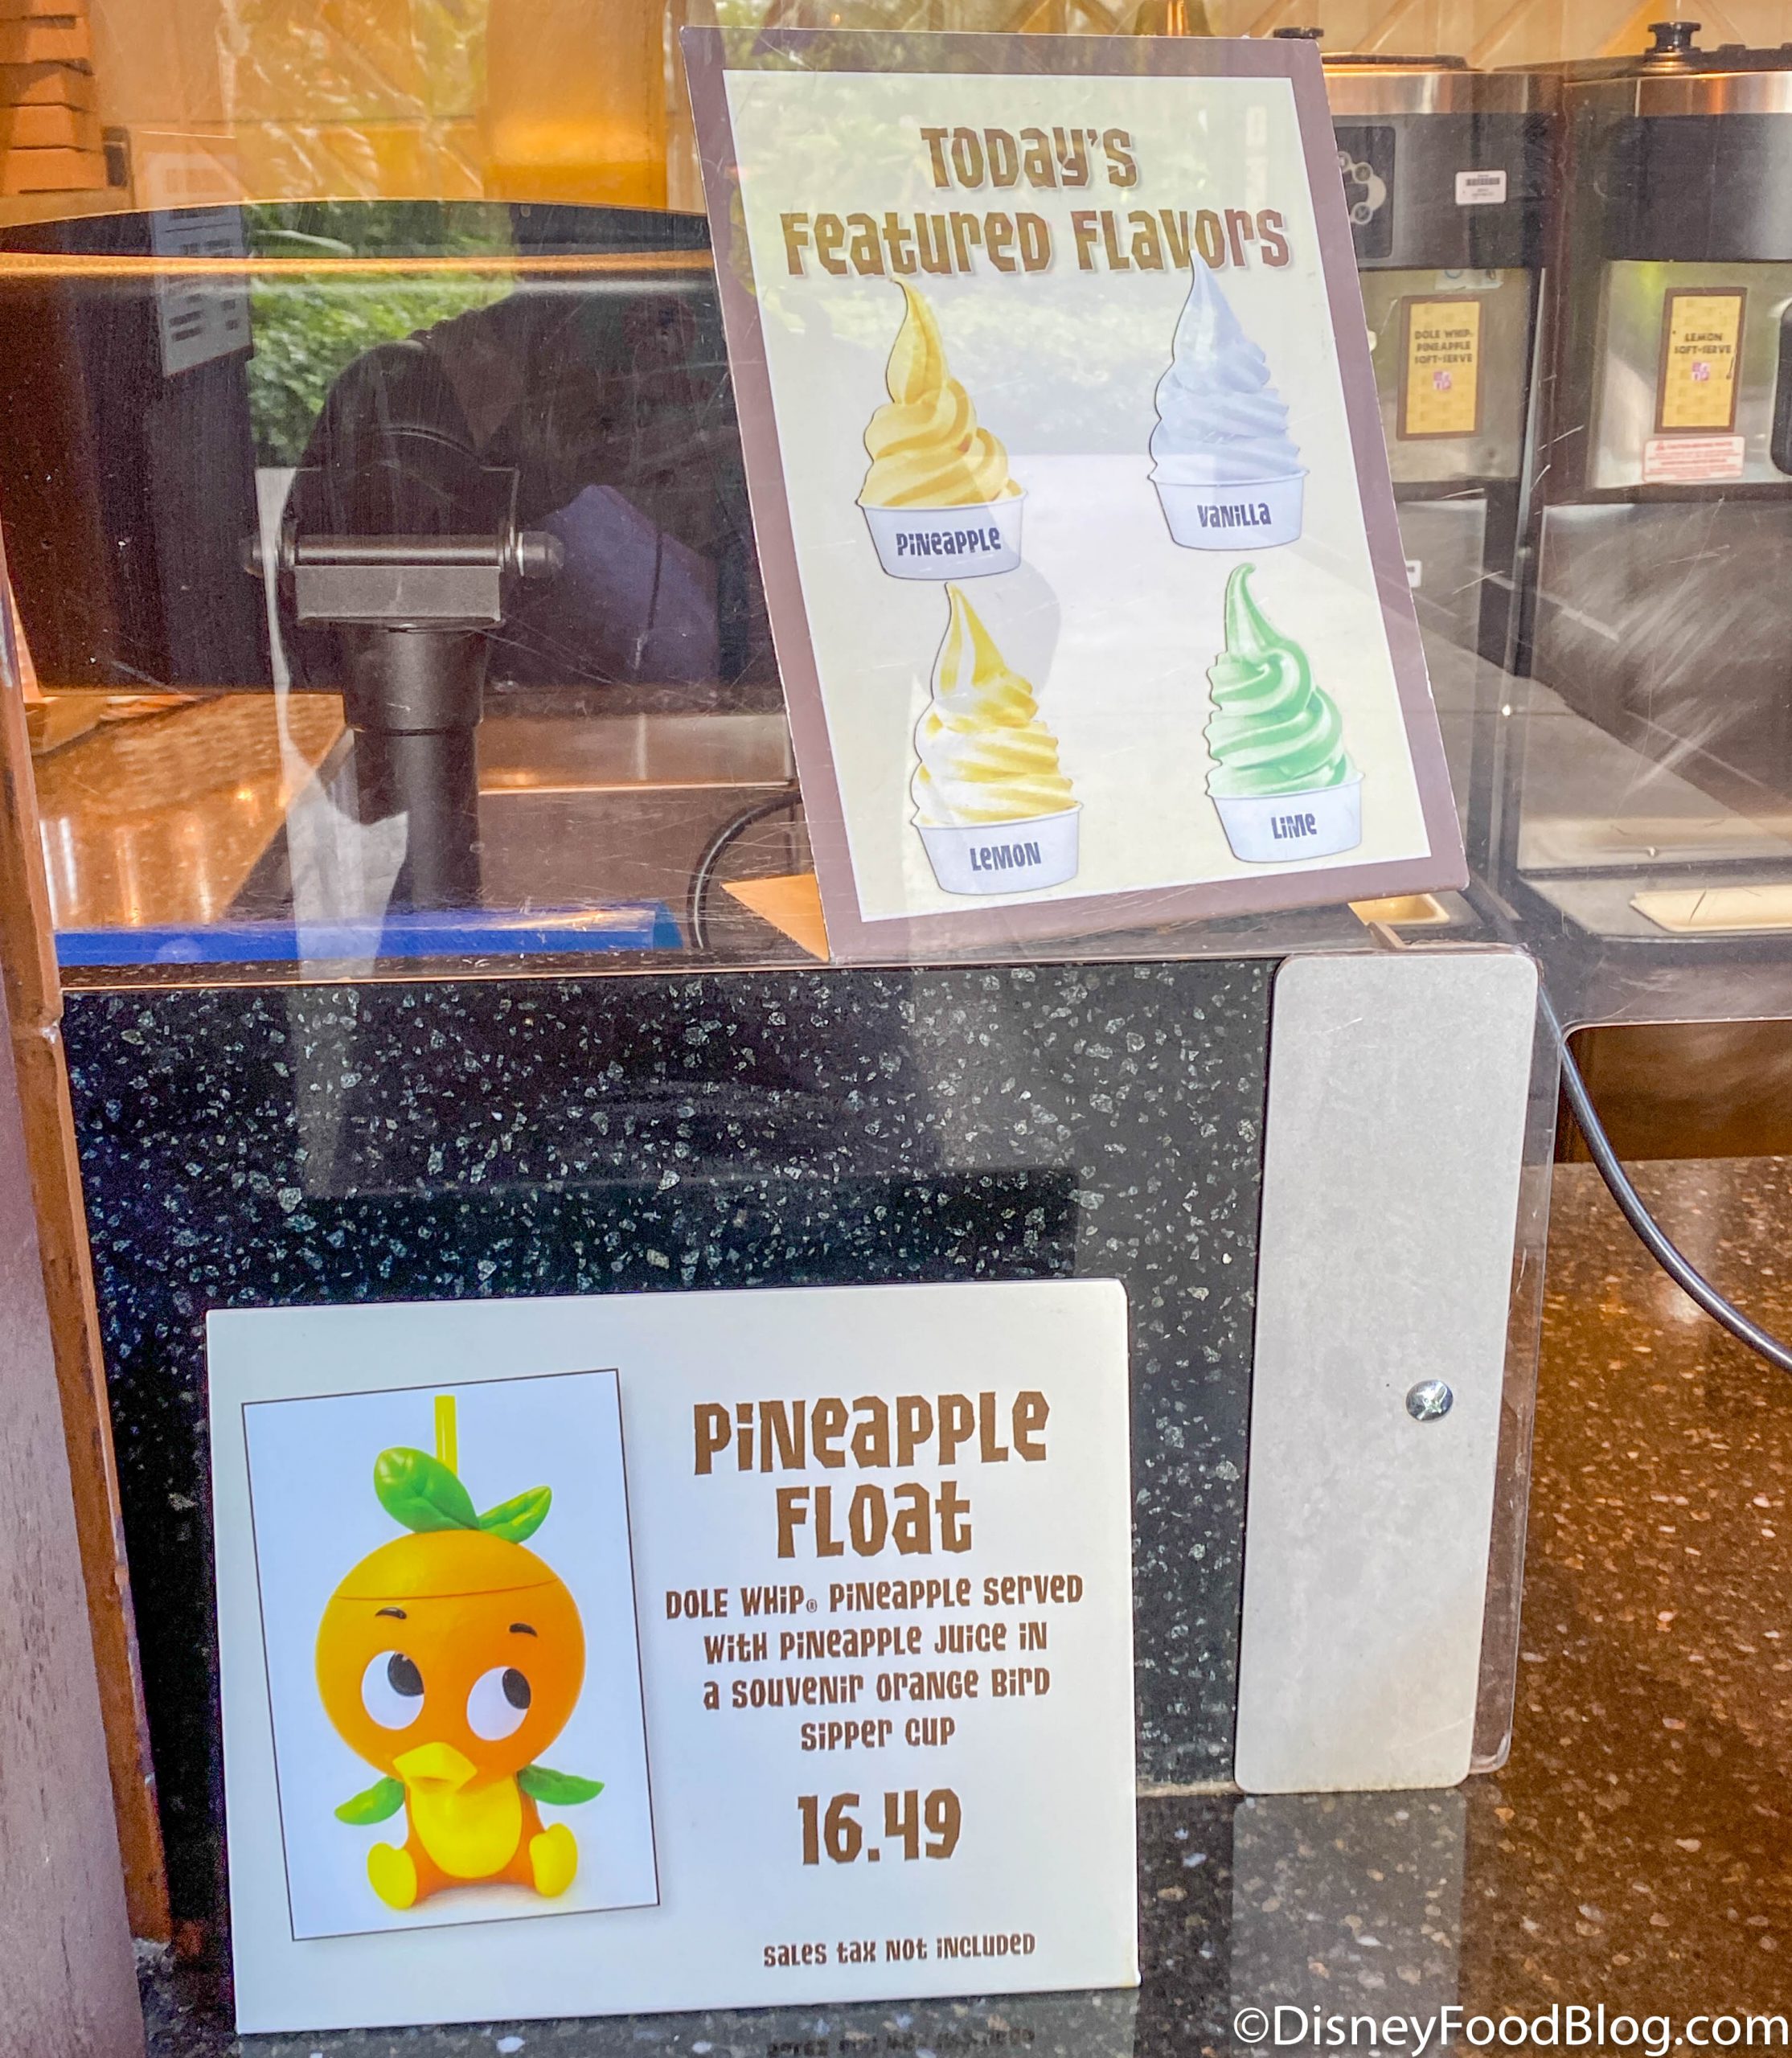 Today's
Featured Flavors
Pineapple
Vanilla
Lemon
Lime
DOLE WHIP:
PINEAPPLE
SOFT-SERVE
LEMON
SOFT-SERVE
Pineapple
Float
Dole Whip® Pineapple served
with pineapple juice in
a souvenir Orange Bird
sipper cup
16.49
Sales tax not included
©DisneyFoodBlog.com